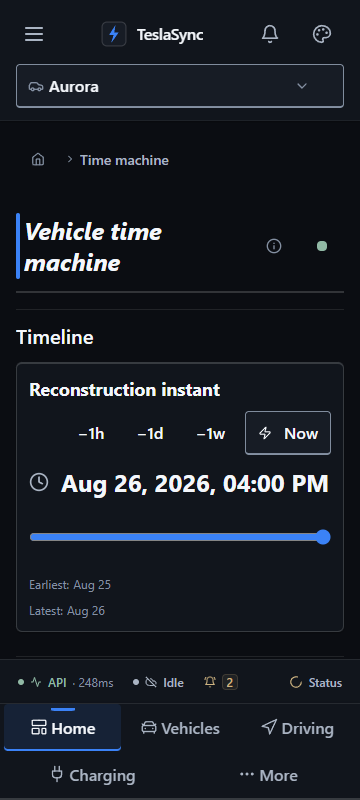 TeslaSync
Aurora
Time machine
Vehicle time
machine
Timeline
Reconstruction instant
−1h −1d −1w Now
Aug 26, 2026, 04:00 PM
Earliest: Aug 25
Latest: Aug 26
API · 248ms Idle 2 Status
Home Vehicles Driving
Charging More